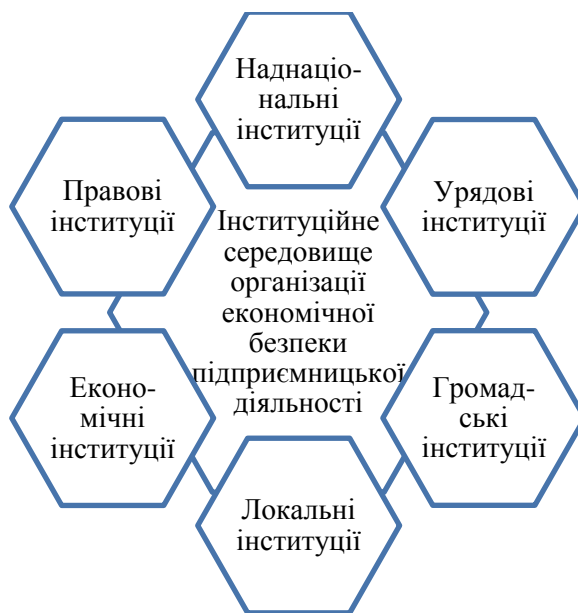 Наднаціо-
нальні
інституції
Правові
інституції
Урядові
інституції
Інституційне
середовище
організації
економічної
безпеки
підприємницької
діяльності
Еконо-
мічні
інституції
Громад-
ські
інституції
Локальні
інституції